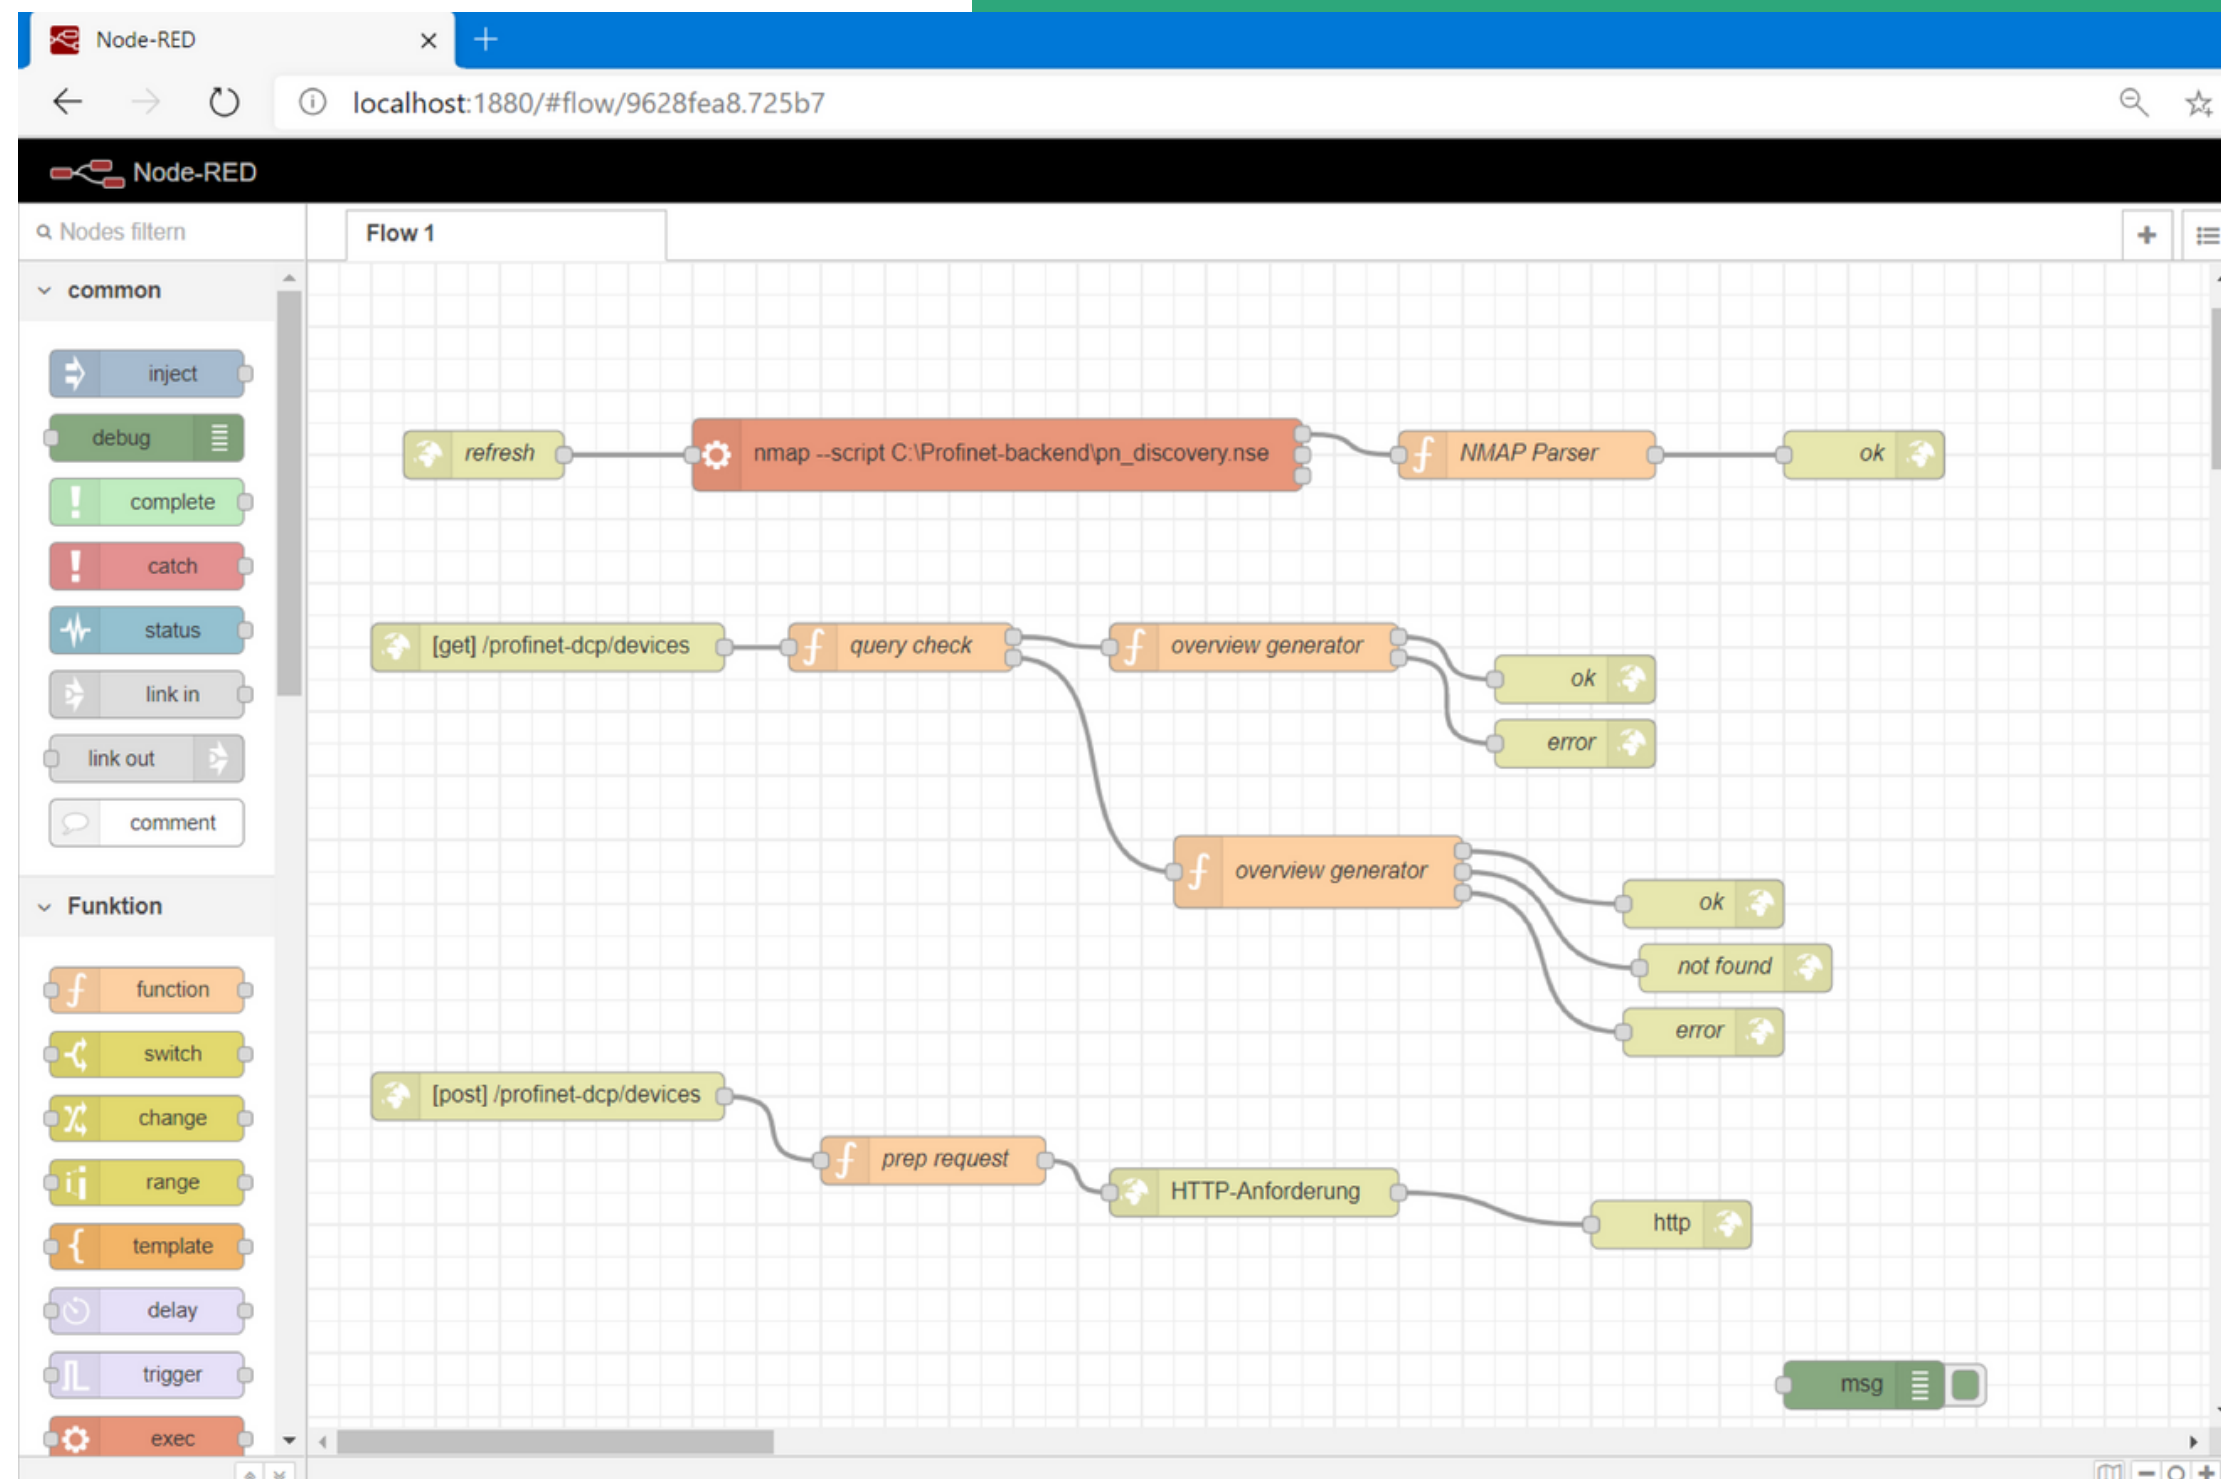 Node-RED
localhost:1880/#flow/9628fea8.725b7
Node-RED
Nodes filtern
Flow 1
common
inject
debug
complete
catch
status
link in
link out
comment
Funktion
function
switch
change
range
template
delay
trigger
exec
refresh
nmap --script C:\Profinet-backend\pn_discovery.nse
NMAP Parser
ok
[get] /profinet-dcp/devices
query check
overview generator
ok
error
overview generator
ok
not found
error
[post] /profinet-dcp/devices
prep request
HTTP-Anforderung
http
msg